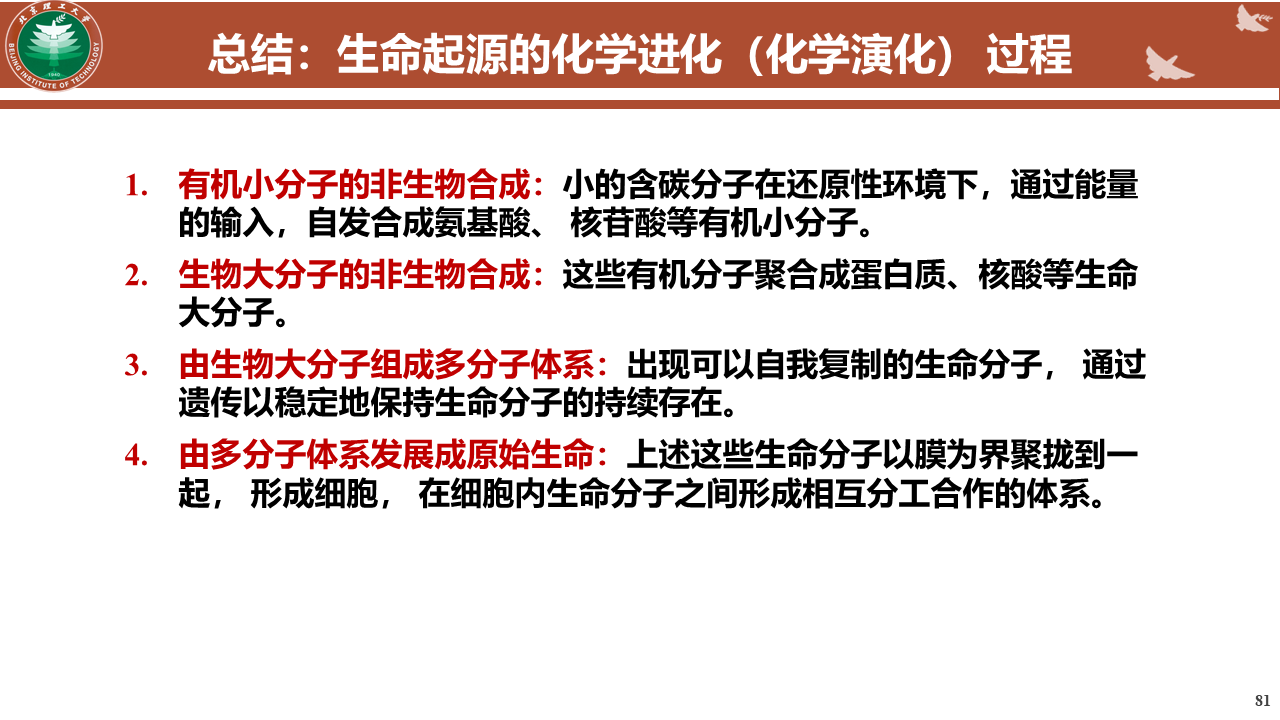 北京理工大学
BEIJING INSTITUTE OF TECHNOLOGY
1940
总结：生命起源的化学进化（化学演化） 过程
1. 有机小分子的非生物合成：小的含碳分子在还原性环境下，通过能量
的输入，自发合成氨基酸、 核苷酸等有机小分子。
2. 生物大分子的非生物合成：这些有机分子聚合成蛋白质、核酸等生命
大分子。
3. 由生物大分子组成多分子体系：出现可以自我复制的生命分子， 通过
遗传以稳定地保持生命分子的持续存在。
4. 由多分子体系发展成原始生命：上述这些生命分子以膜为界聚拢到一
起， 形成细胞， 在细胞内生命分子之间形成相互分工合作的体系。
81